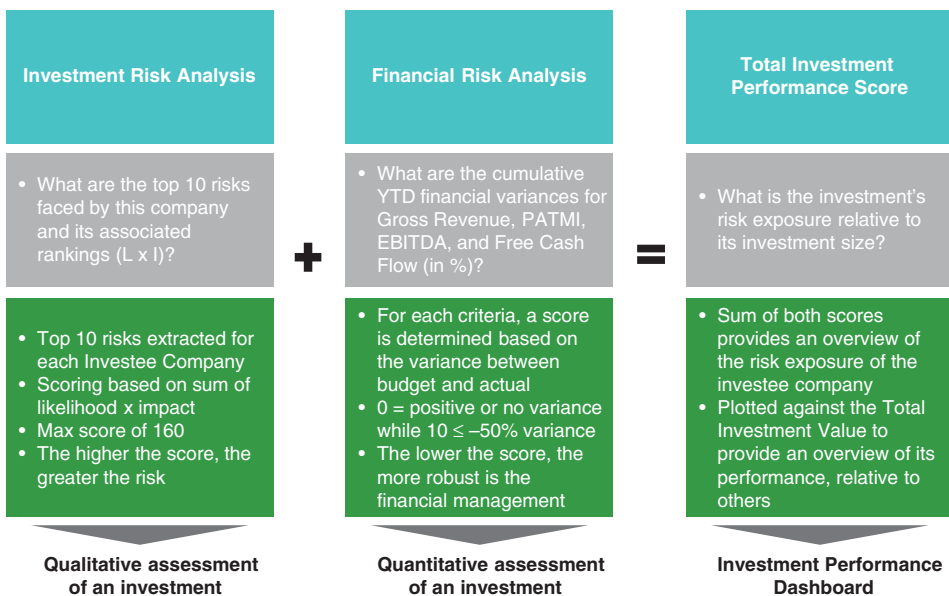 Investment Risk Analysis
• What are the top 10 risks
faced by this company
and its associated
rankings (L x I)?
• Top 10 risks extracted for
each Investee Company
• Scoring based on sum of
likelihood x impact
• Max score of 160
• The higher the score, the
greater the risk
Qualitative assessment
of an investment
+
Financial Risk Analysis
• What are the cumulative
YTD financial variances for
Gross Revenue, PATMI,
EBITDA, and Free Cash
Flow (in %)?
• For each criteria, a score
is determined based on
the variance between
budget and actual
• 0 = positive or no variance
while 10 ≤ –50% variance
• The lower the score, the
more robust is the
financial management
Quantitative assessment
of an investment
=
Total Investment
Performance Score
• What is the investment’s
risk exposure relative to
its investment size?
• Sum of both scores
provides an overview of
the risk exposure of the
investee company
• Plotted against the Total
Investment Value to
provide an overview of its
performance, relative to
others
Investment Performance
Dashboard